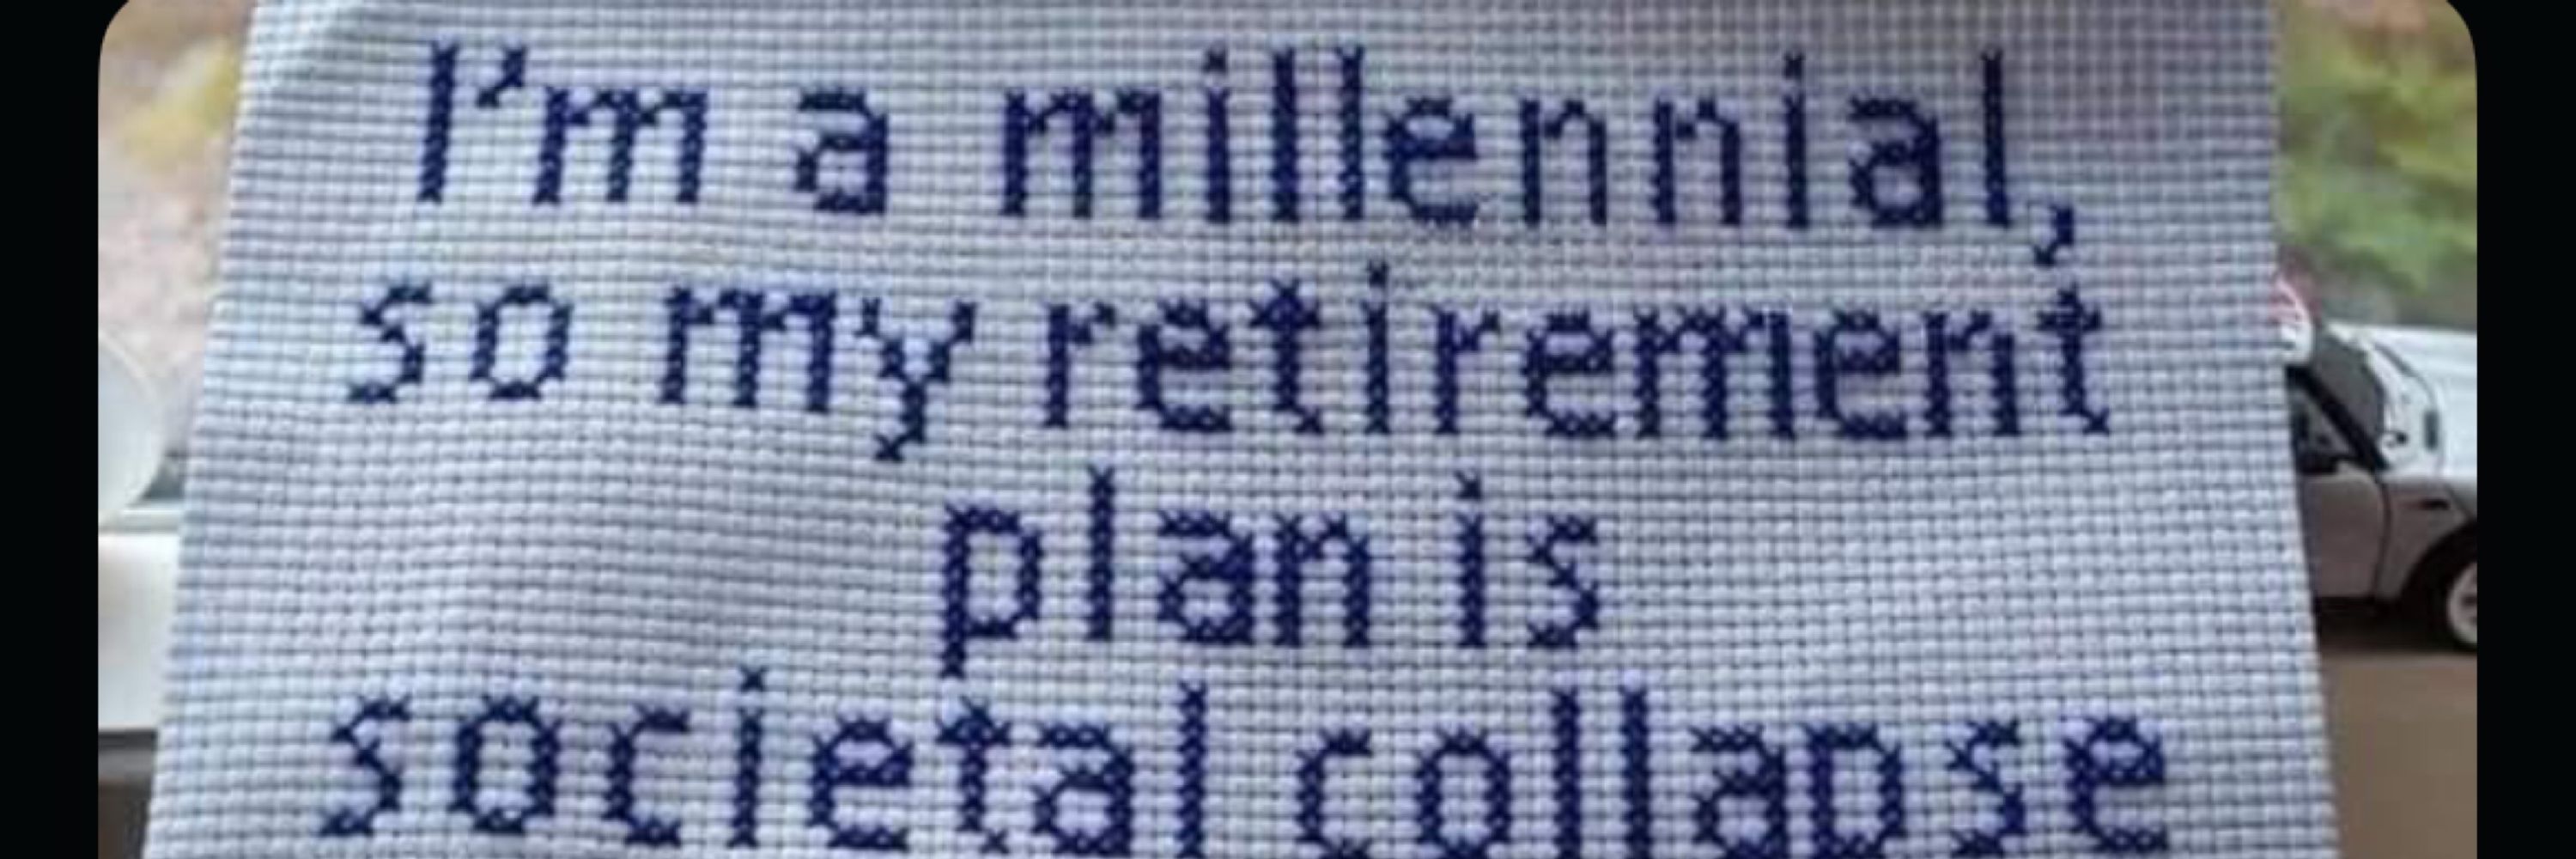 I'm a millennial,
so my retirement
plan is
societal collapse